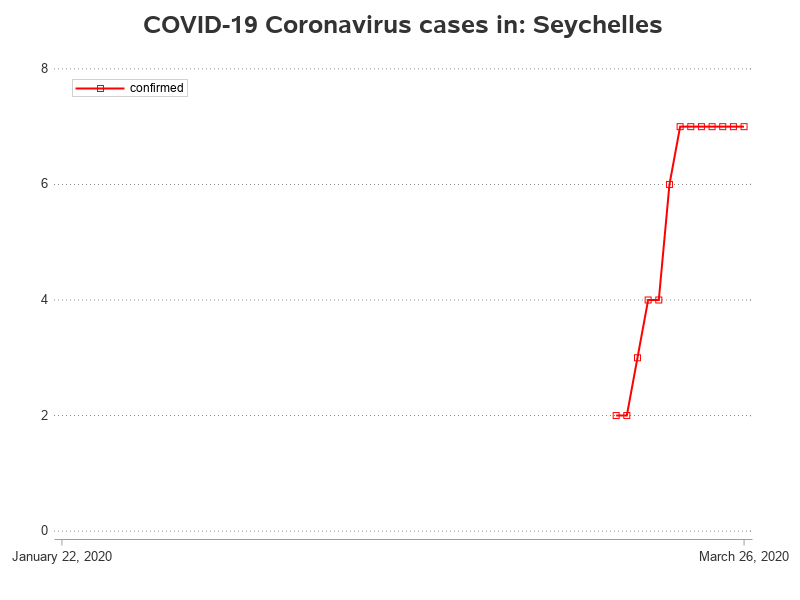 COVID-19 Coronavirus cases in: Seychelles
8
confirmed
6
4
2
0
January 22, 2020
March 26, 2020